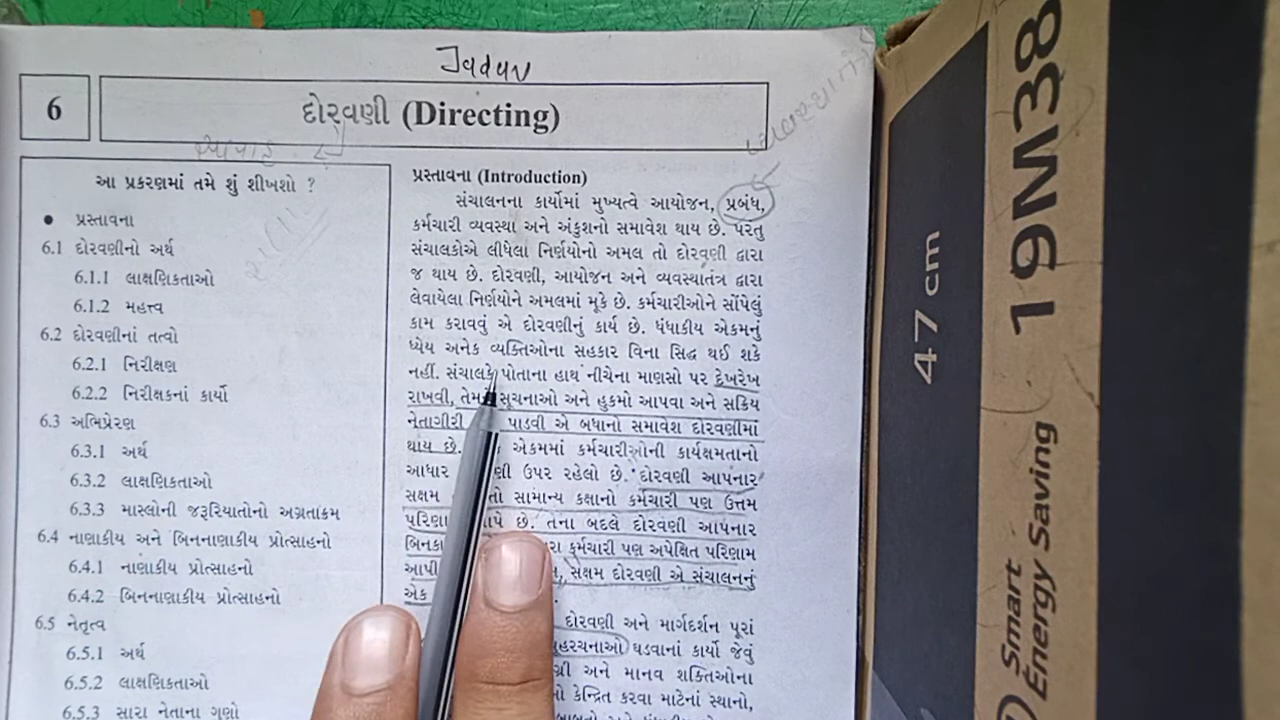 Jadav
6
દોરવણી (Directing)
આ પ્રકરણમાં તમે શું શીખશો ?
● પ્રસ્તાવના
6.1 દોરવણીનો અર્થ
6.1.1 લાક્ષણિકતાઓ
6.1.2 મહત્ત્વ
6.2 દોરવણીનાં તત્વો
6.2.1 નિરીક્ષણ
6.2.2 નિરીક્ષકનાં કાર્યો
6.3 અભિપ્રેરણ
6.3.1 અર્થ
6.3.2 લાક્ષણિકતાઓ
6.3.3 માસ્લોની જરૂરિયાતોનો અગ્રતાક્રમ
6.4 નાણાકીય અને બિનનાણાકીય પ્રોત્સાહનો
6.4.1 નાણાકીય પ્રોત્સાહનો
6.4.2 બિનનાણાકીય પ્રોત્સાહનો
6.5 નેતૃત્વ
6.5.1 અર્થ
6.5.2 લાક્ષણિકતાઓ
6.5.3 સારા નેતાના ગુણો
પ્રસ્તાવના (Introduction)
સંચાલનના કાર્યોમાં મુખ્યત્વે આયોજન, પ્રબંધ,
કર્મચારી વ્યવસ્થા અને અંકુશનો સમાવેશ થાય છે. પરંતુ
સંચાલકોએ લીધેલા નિર્ણયોનો અમલ તો દોરવણી દ્વારા
જ થાય છે. દોરવણી, આયોજન અને વ્યવસ્થાતંત્ર દ્વારા
લેવાયેલા નિર્ણયોને અમલમાં મૂકે છે. કર્મચારીઓને સોંપેલું
કામ કરાવવું એ દોરવણીનું કાર્ય છે. ધંધાકીય એકમનું
ધ્યેય અનેક વ્યક્તિઓના સહકાર વિના સિદ્ધ થઈ શકે
નહીં. સંચાલકે પોતાના હાથ નીચેના માણસો પર દેખરેખ
રાખવી, સૂચનાઓ અને હુકમો આપવા અને સક્રિય
નેતાગીરી પાડવી એ બધાનો સમાવેશ દોરવણીમાં
થાય છે. એકમમાં કર્મચારીઓની કાર્યક્ષમતાનો
આધાર ઉપર રહેલો છે. દોરવણી આપનાર
સક્ષમ તો સામાન્ય કક્ષાનો કર્મચારી પણ ઉત્તમ
છે. તેના બદલે દોરવણી આપનાર
કર્મચારી પણ અપેક્ષિત પરિણામ
આપી સક્ષમ દોરવણી એ સંચાલનનું
એક
દોરવણી અને માર્ગદર્શન પૂરાં
ઘડવાનાં કાર્યો જેવું
અને માનવ શક્તિઓના
કેન્દ્રિત કરવા માટેનાં સ્થાનો,
47 cm
19M38
Smart
Energy Saving